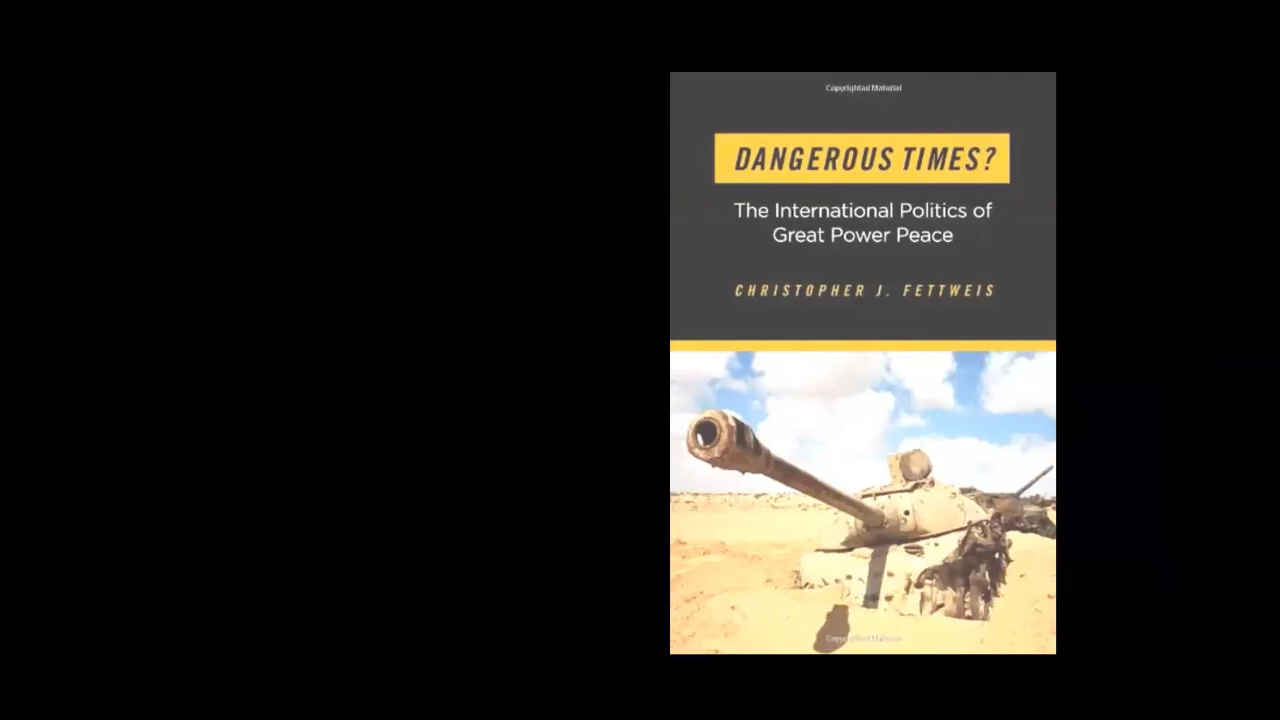 Copyrighted Material
DANGEROUS TIMES?
The International Politics of
Great Power Peace
CHRISTOPHER J. FETTWEIS
Copyrighted Material